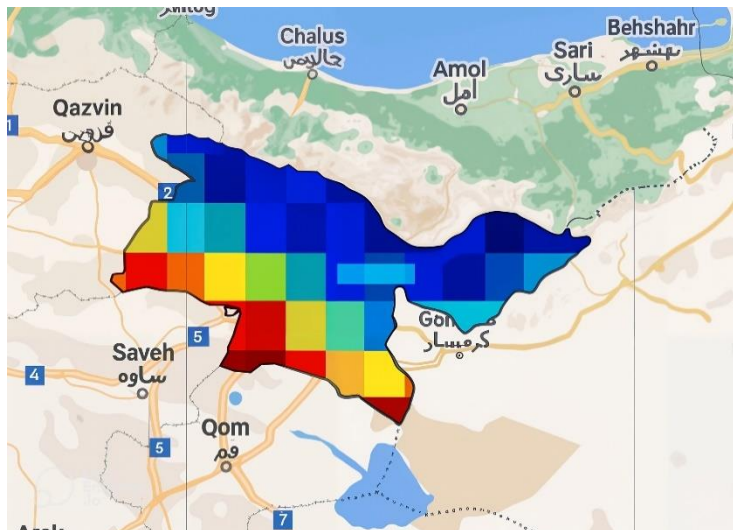 Chalus
چالوس
Behshahr
بهشهر
Sari
ساری
Amol
آمل
Qazvin
قزوین
1
2
5
Saveh
ساوه
4
Qom
قم
5
7